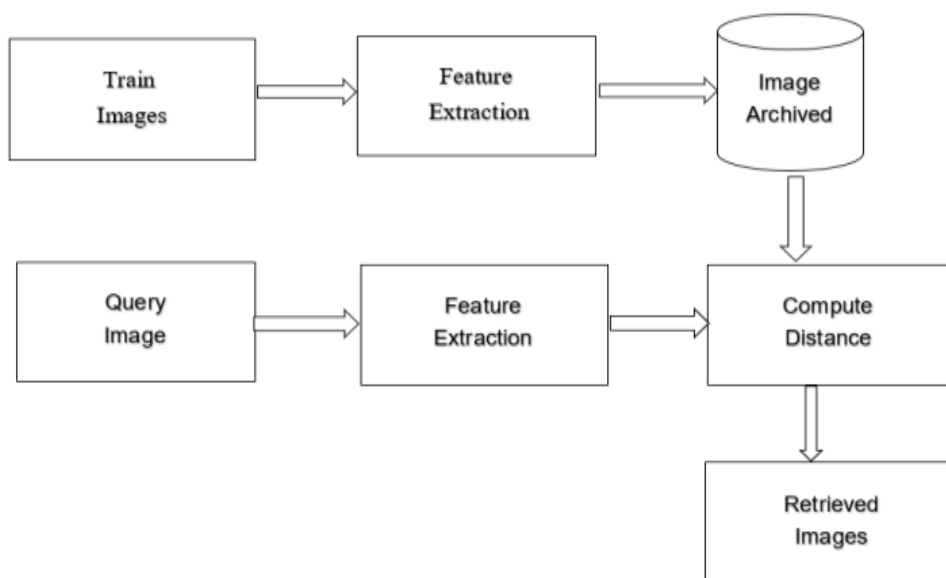 Train
Images
Feature
Extraction
Image
Archived
Query
Image
Feature
Extraction
Compute
Distance
Retrieved
Images